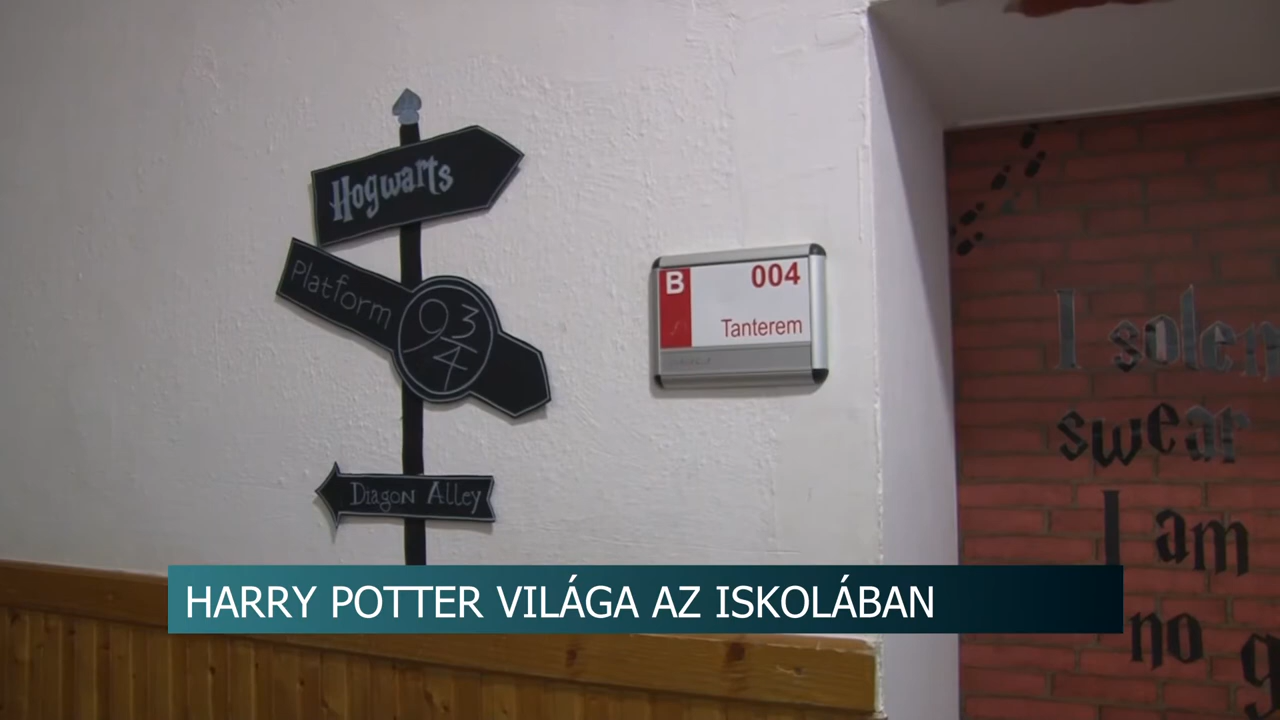 Hogwarts
Platform
9 3/4
Diagon Alley
B 004
Tanterem
I solem
swear
I am
no g
HARRY POTTER VILÁGA AZ ISKOLÁBAN